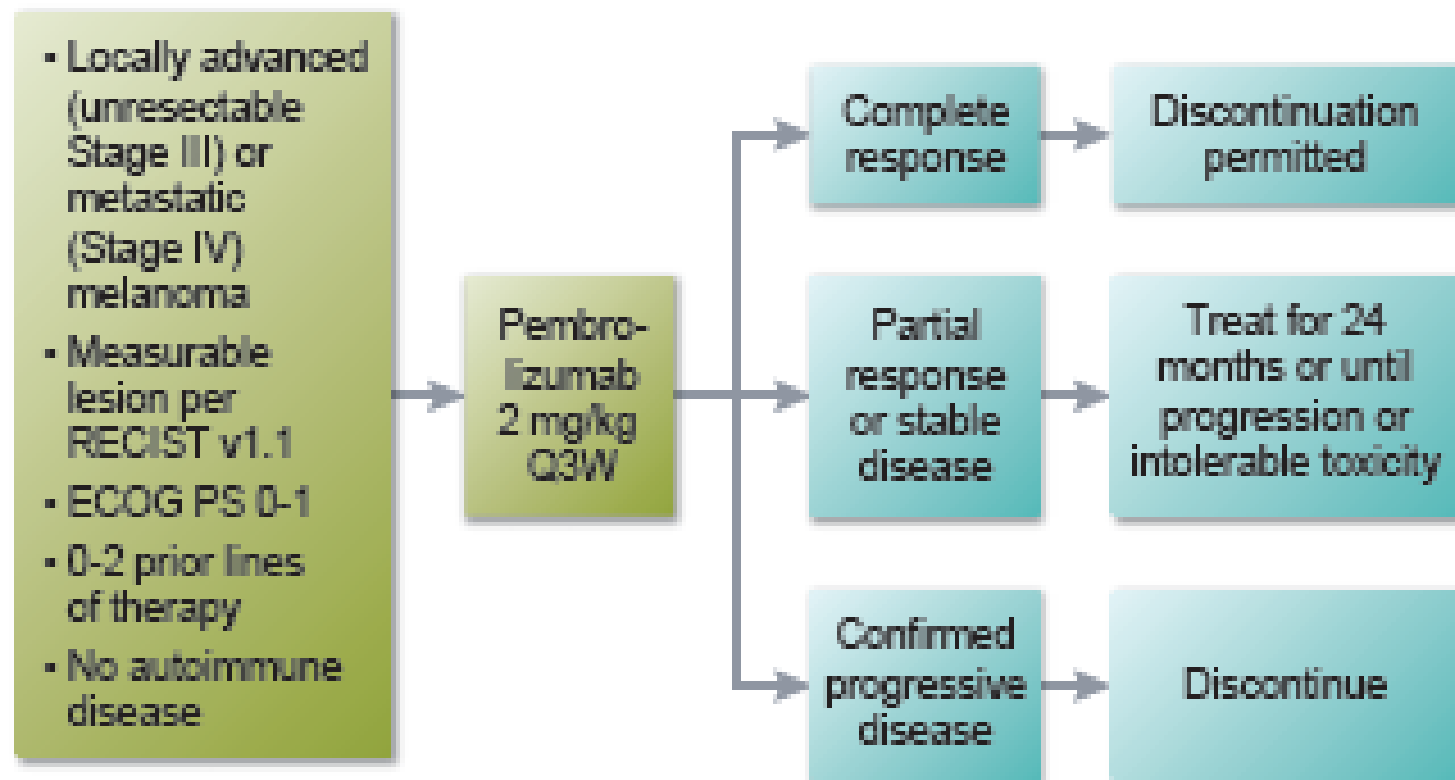 ▪ Locally advanced
(unresectable
Stage III) or
metastatic
(Stage IV)
melanoma
▪ Measurable
lesion per
RECIST v1.1
▪ ECOG PS 0-1
▪ 0-2 prior lines
of therapy
▪ No autoimmune
disease
Pembro-
lizumab
2 mg/kg
Q3W
Complete
response
Discontinuation
permitted
Partial
response
or stable
disease
Treat for 24
months or until
progression or
intolerable toxicity
Confirmed
progressive
disease
Discontinue